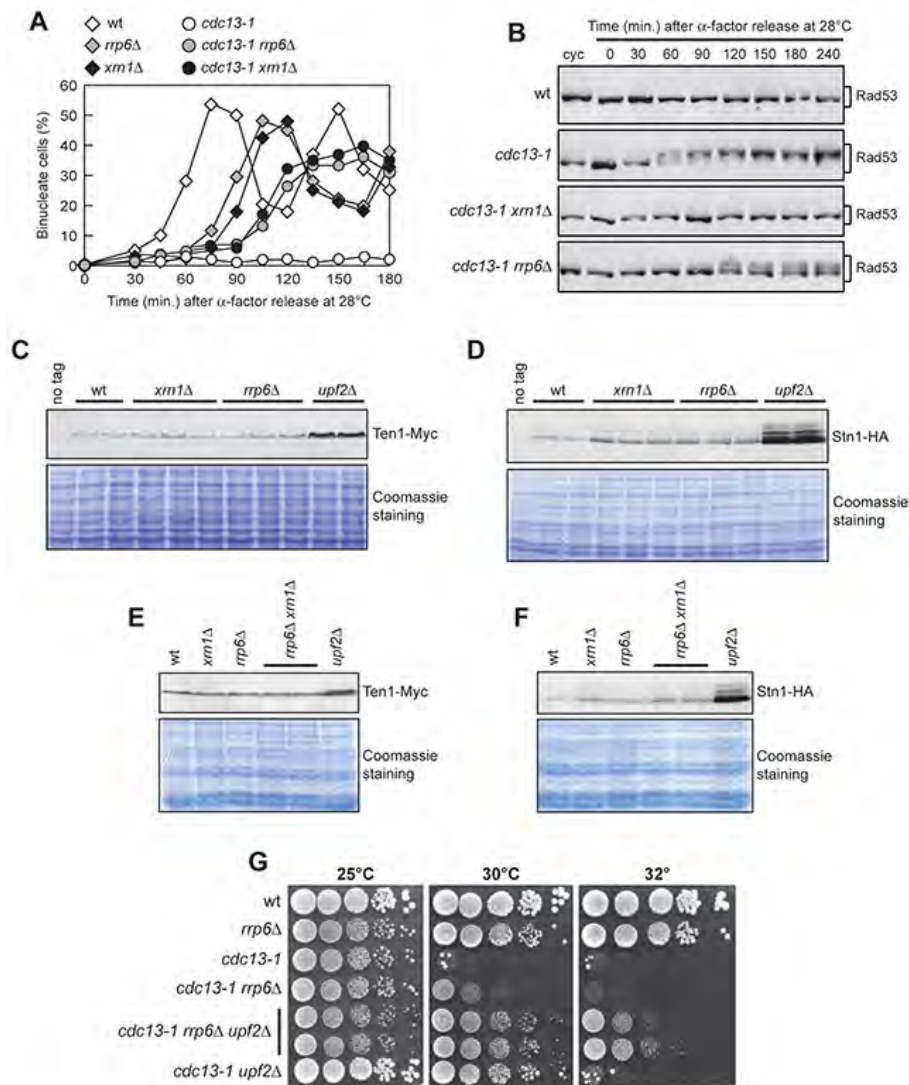 A
wt
cdc13-1
rrp6Δ
cdc13-1 rrp6Δ
xrn1Δ
cdc13-1 xrn1Δ
Binucleate cells (%)
60
50
40
30
20
10
0
0 30 60 90 120 150 180
Time (min.) after α-factor release at 28°C
B
Time (min.) after α-factor release at 28°C
cyc 0 30 60 90 120 150 180 240
wt Rad53
cdc13-1 Rad53
cdc13-1 xrn1Δ Rad53
cdc13-1 rrp6Δ Rad53
C
no tag wt xrn1Δ rrp6Δ upf2Δ
Ten1-Myc
Coomassie
staining
D
no tag wt xrn1Δ rrp6Δ upf2Δ
Stn1-HA
Coomassie
staining
E
wt xrn1Δ rrp6Δ rrp6Δ xrn1Δ upf2Δ
Ten1-Myc
Coomassie
staining
F
wt xrn1Δ rrp6Δ rrp6Δ xrn1Δ upf2Δ
Stn1-HA
Coomassie
staining
G
25°C 30°C 32°
wt
rrp6Δ
cdc13-1
cdc13-1 rrp6Δ
cdc13-1 rrp6Δ upf2Δ
cdc13-1 upf2Δ